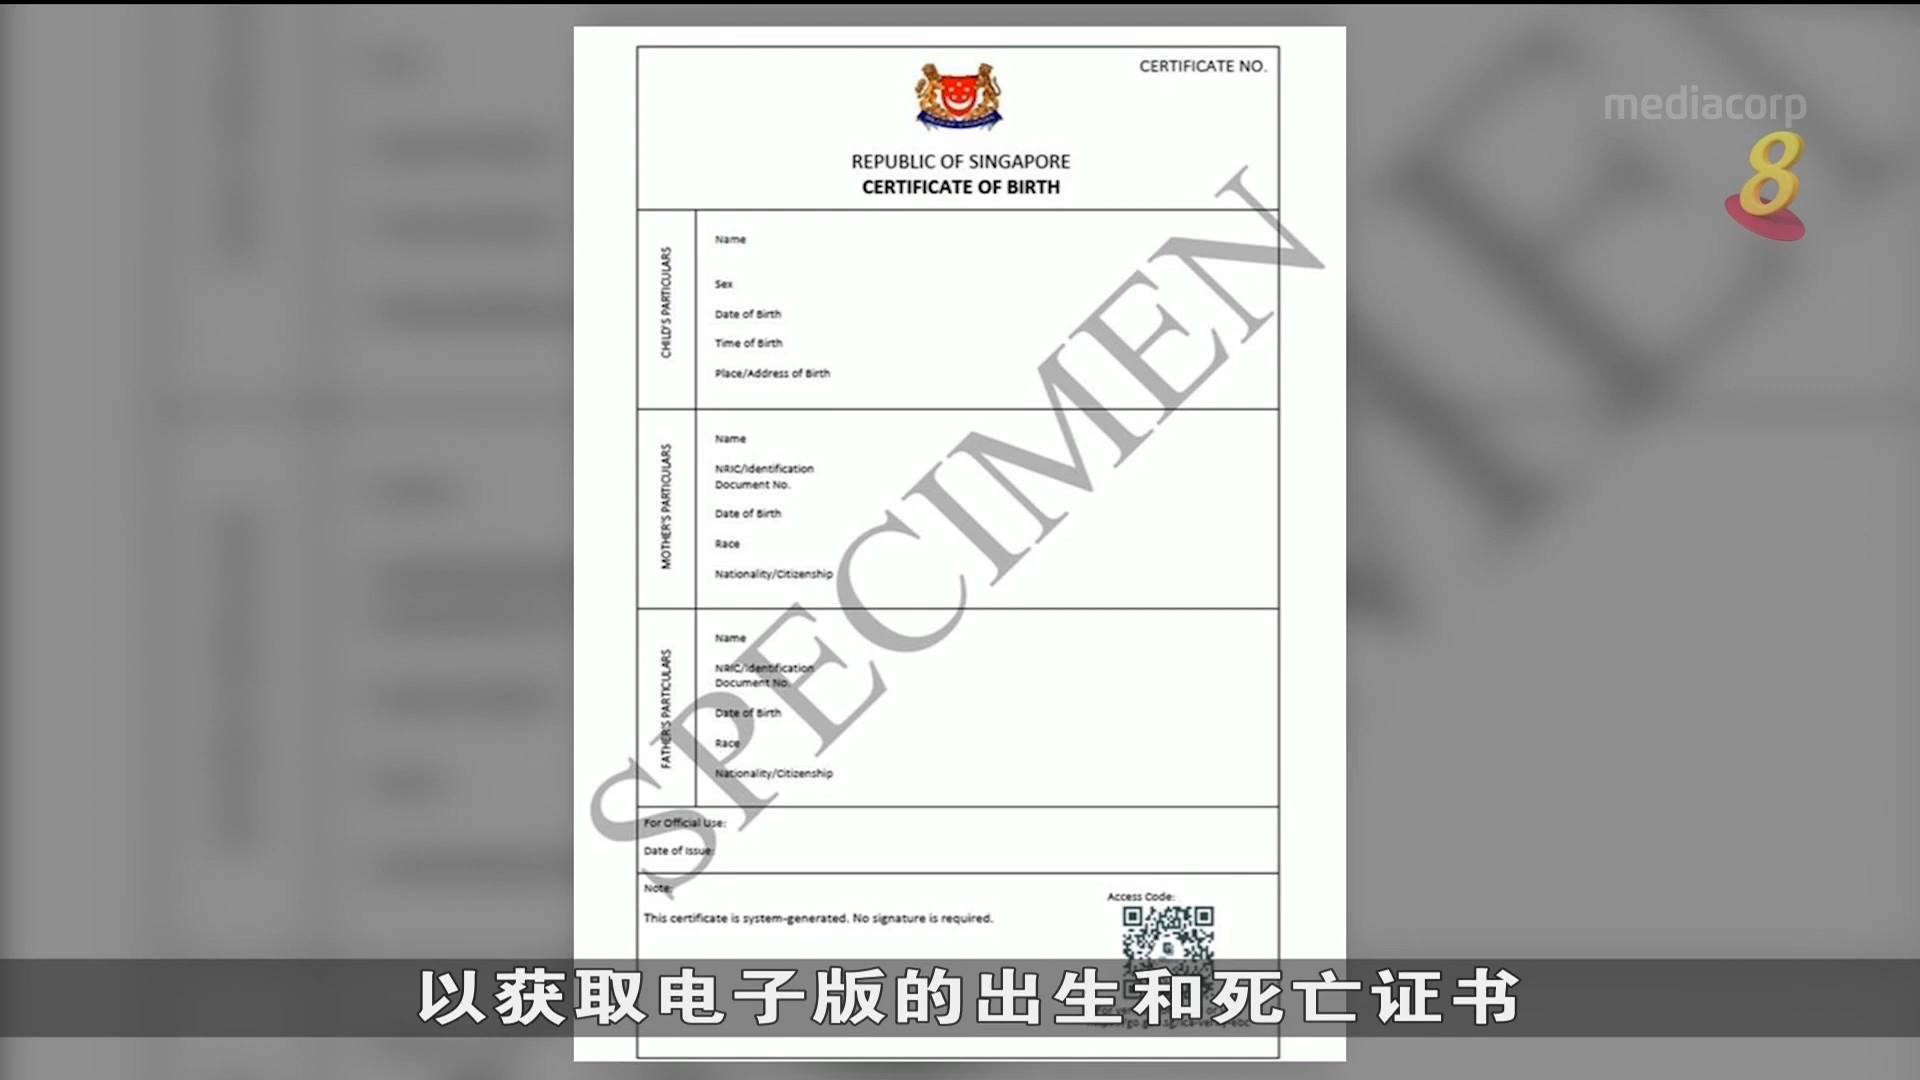 CERTIFICATE NO.
mediacorp
8
REPUBLIC OF SINGAPORE
CERTIFICATE OF BIRTH
CHILD'S PARTICULARS
Name
Sex
Date of Birth
Time of Birth
Place/Address of Birth
MOTHER'S PARTICULARS
Name
NRIC/Identification
Document No.
Date of Birth
Race
Nationality/Citizenship
FATHER'S PARTICULARS
Name
NRIC/Identification
Document No.
Date of Birth
Race
Nationality/Citizenship
SPECIMEN
For Official Use:
Date of Issue:
Note:
This certificate is system-generated. No signature is required.
Access Code:
以获取电子版的出生和死亡证书